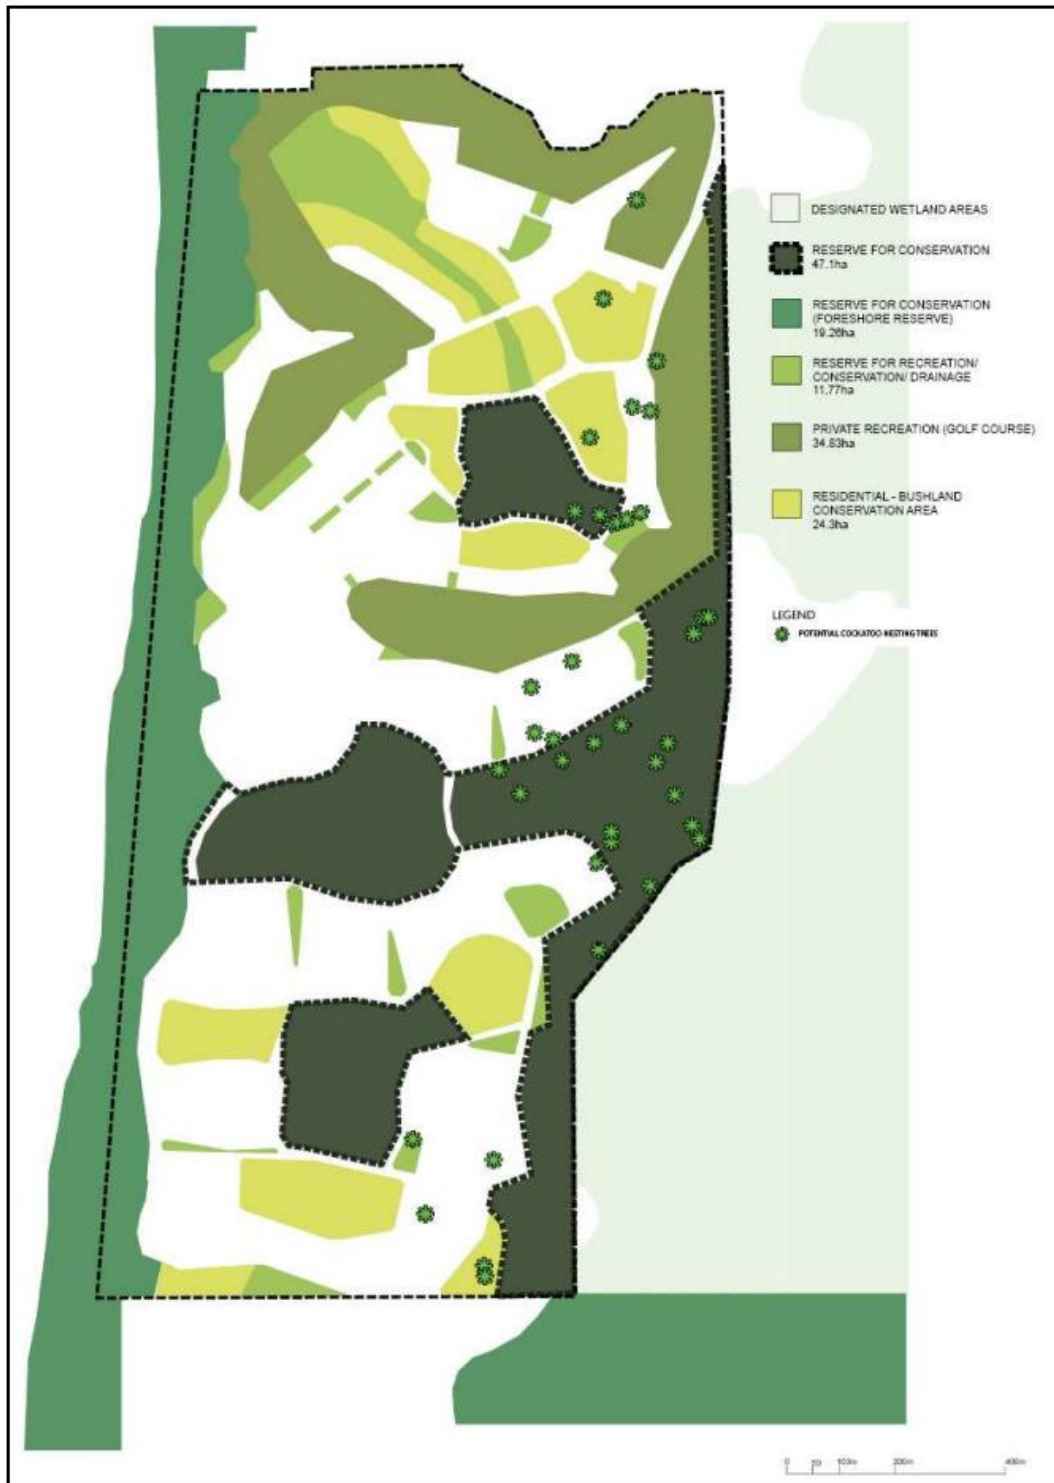 DESIGNATED WETLAND AREAS
RESERVE FOR CONSERVATION
47.1ha
RESERVE FOR CONSERVATION
(FORESHORE RESERVE)
19.26ha
RESERVE FOR RECREATION/
CONSERVATION/ DRAINAGE
11.77ha
PRIVATE RECREATION (GOLF COURSE)
34.83ha
RESIDENTIAL - BUSHLAND
CONSERVATION AREA
24.3ha
LEGEND
POTENTIAL COCKATOO NESTING TREES
0 50 100m 200m 400m